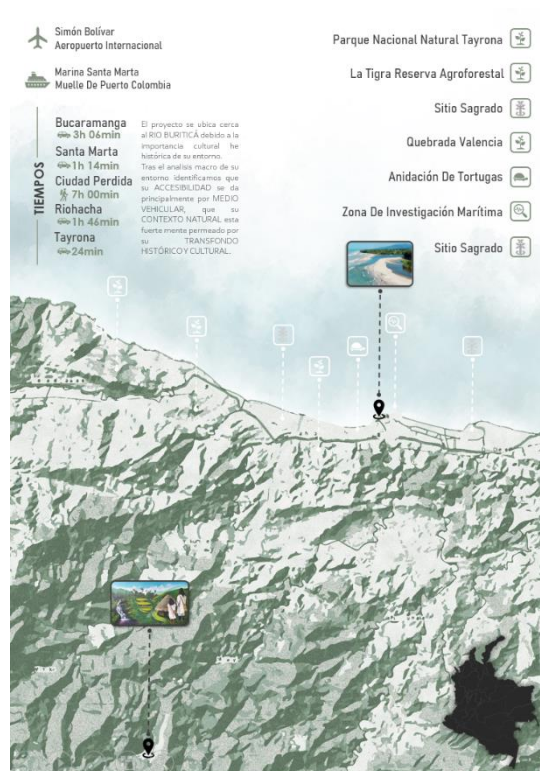 Simón Bolívar
Aeropuerto Internacional
Marina Santa Marta
Muelle De Puerto Colombia
TIEMPOS
Bucaramanga
3h 06min
Santa Marta
1h 14min
Ciudad Perdida
7h 00min
Riohacha
1h 46min
Tayrona
24min
El proyecto se ubica cerca
al RIO BURITICÁ debido a la
importancia cultural he
histórica de su entorno.
Tras el analisis macro de su
entorno identificamos que
su ACCESIBILIDAD se da
principalmente por MEDIO
VEHICULAR, que su
CONTEXTO NATURAL esta
fuerte mente permeado por
su TRANSFONDO
HISTÓRICO Y CULTURAL.
Parque Nacional Natural Tayrona
La Tigra Reserva Agroforestal
Sitio Sagrado
Quebrada Valencia
Anidación De Tortugas
Zona De Investigación Marítima
Sitio Sagrado